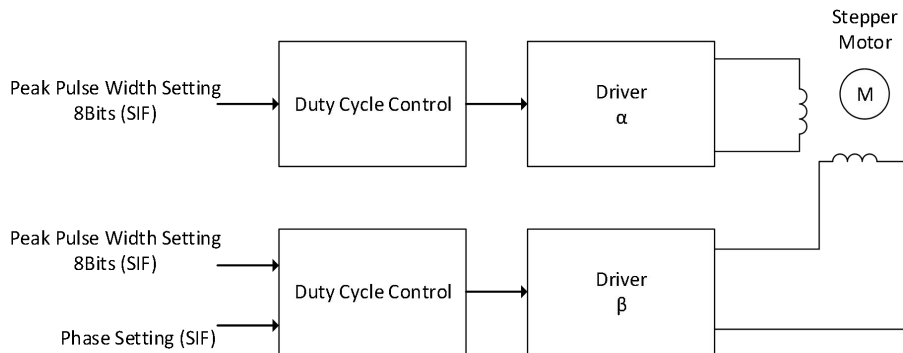 Stepper
Motor
M
Peak Pulse Width Setting
8Bits (SIF)
Duty Cycle Control
Driver
α
Peak Pulse Width Setting
8Bits (SIF)
Phase Setting (SIF)
Duty Cycle Control
Driver
β